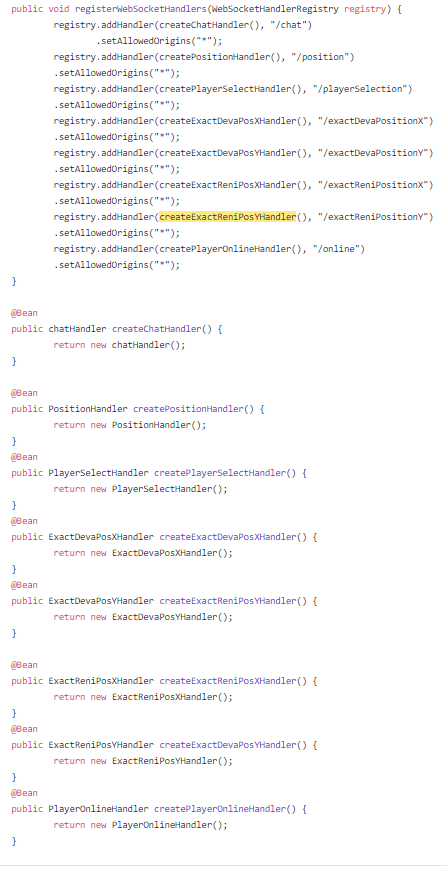 public void registerWebSocketHandlers(WebSocketHandlerRegistry registry) {
registry.addHandler(createChatHandler(), "/chat")
.setAllowedOrigins("*");
registry.addHandler(createPositionHandler(), "/position")
.setAllowedOrigins("*");
registry.addHandler(createPlayerSelectHandler(), "/playerSelection")
.setAllowedOrigins("*");
registry.addHandler(createExactDevaPosXHandler(), "/exactDevaPositionX")
.setAllowedOrigins("*");
registry.addHandler(createExactDevaPosYHandler(), "/exactDevaPositionY")
.setAllowedOrigins("*");
registry.addHandler(createExactReniPosXHandler(), "/exactReniPositionX")
.setAllowedOrigins("*");
registry.addHandler(createExactReniPosYHandler(), "/exactReniPositionY")
.setAllowedOrigins("*");
registry.addHandler(createPlayerOnlineHandler(), "/online")
.setAllowedOrigins("*");
}
@Bean
public chatHandler createChatHandler() {
return new chatHandler();
}
@Bean
public PositionHandler createPositionHandler() {
return new PositionHandler();
}
@Bean
public PlayerSelectHandler createPlayerSelectHandler() {
return new PlayerSelectHandler();
}
@Bean
public ExactDevaPosXHandler createExactDevaPosXHandler() {
return new ExactDevaPosXHandler();
}
@Bean
public ExactDevaPosYHandler createExactReniPosYHandler() {
return new ExactDevaPosYHandler();
}
@Bean
public ExactReniPosXHandler createExactReniPosXHandler() {
return new ExactReniPosXHandler();
}
@Bean
public ExactReniPosYHandler createExactDevaPosYHandler() {
return new ExactReniPosYHandler();
}
@Bean
public PlayerOnlineHandler createPlayerOnlineHandler() {
return new PlayerOnlineHandler();
}